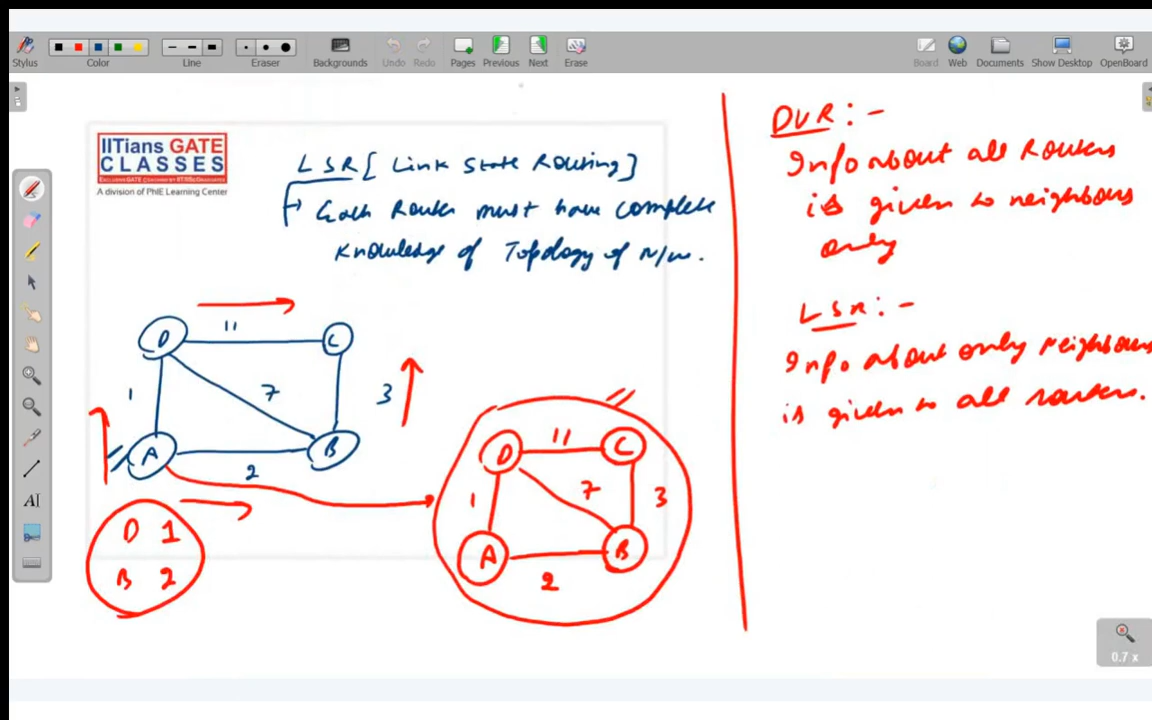 Stylus
Color
Line
Eraser
Backgrounds
Undo
Redo
Pages
Previous
Next
Erase
Board
Web
Documents
Show Desktop
OpenBoard
IITians GATE
CLASSES
A division of PhIE Learning Center
LSR [Link State Routing]
→ Each Router must have complete
knowledge of Topology of N/W.
D 11 C
1 7 3
A 2 B
D 1
B 2
D 11 C
1 7 3
A 2 B
DVR :-
Info about all Routers
is given to neighbours
only
LSR :-
Info about only neighbours
is given to all routers.
AI
0.7 x